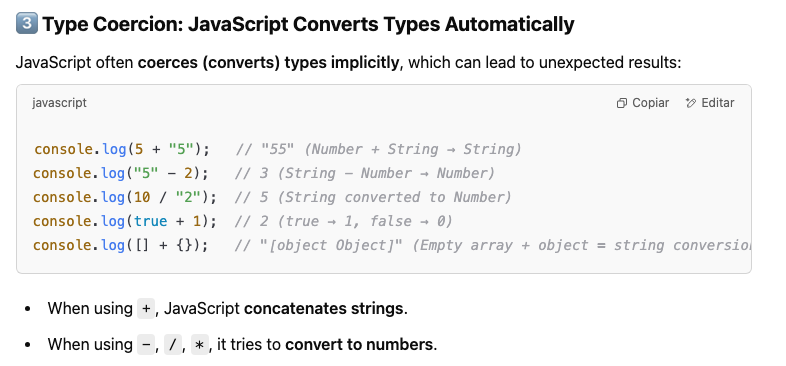 3 Type Coercion: JavaScript Converts Types Automatically
JavaScript often coerces (converts) types implicitly, which can lead to unexpected results:
javascript Copiar Editar
console.log(5 + "5");   // "55" (Number + String → String)
console.log("5" - 2);   // 3 (String - Number → Number)
console.log(10 / "2");  // 5 (String converted to Number)
console.log(true + 1);  // 2 (true → 1, false → 0)
console.log([] + {});   // "[object Object]" (Empty array + object = string conversio
• When using +, JavaScript concatenates strings.
• When using -, /, *, it tries to convert to numbers.